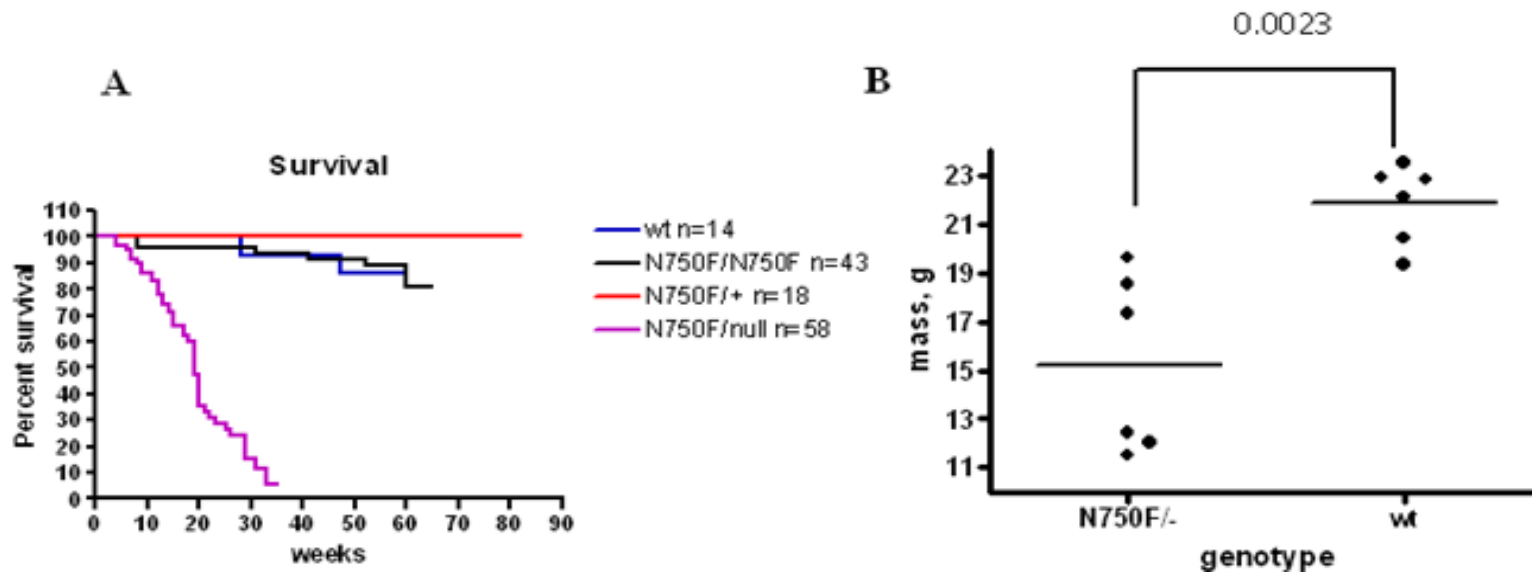 A
Survival
110
100
90
80
70
60
50
40
30
20
10
0
Percent survival
0 10 20 30 40 50 60 70 80 90
weeks
wt n=14
N750F/N750F n=43
N750F/+ n=18
N750F/null n=58
B
0.0023
23
21
19
17
15
13
11
mass, g
N750F/- wt
genotype